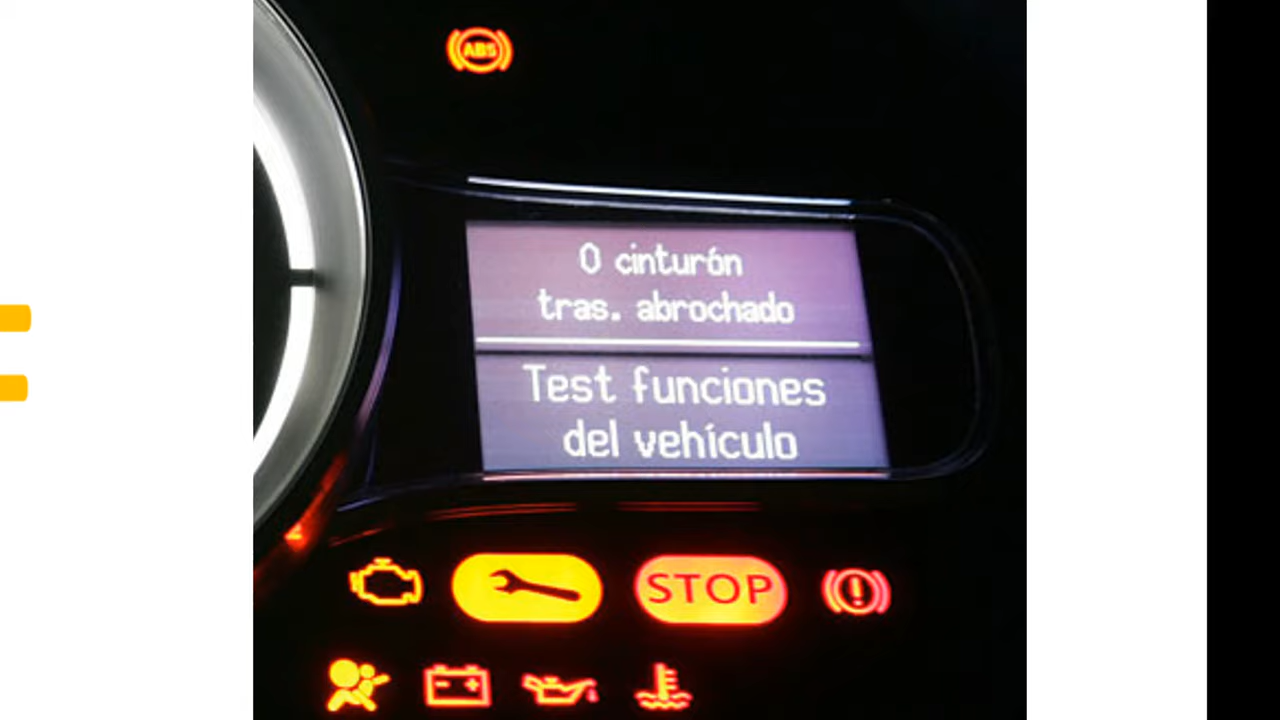 ABS
0 cinturón
tras. abrochado
Test funciones
del vehículo
STOP